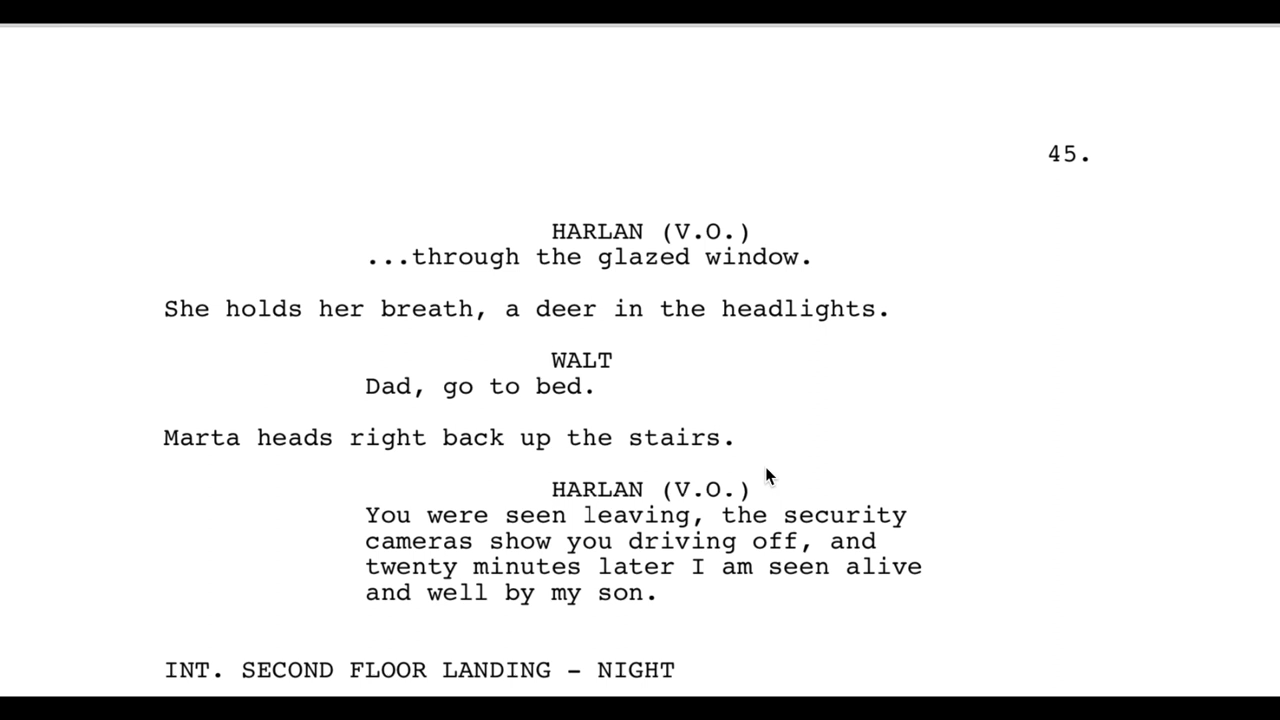 45.
HARLAN (V.O.)
...through the glazed window.
She holds her breath, a deer in the headlights.
WALT
Dad, go to bed.
Marta heads right back up the stairs.
HARLAN (V.O.)
You were seen leaving, the security
cameras show you driving off, and
twenty minutes later I am seen alive
and well by my son.
INT. SECOND FLOOR LANDING - NIGHT